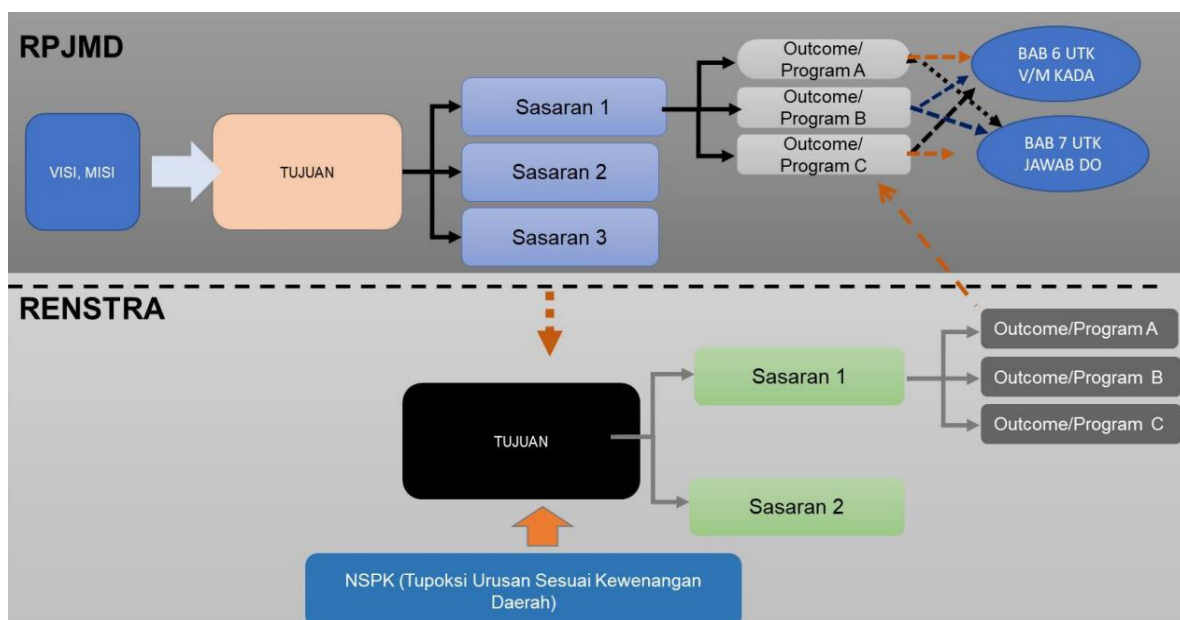 RPJMD
VISI, MISI
TUJUAN
Sasaran 1
Sasaran 2
Sasaran 3
Outcome/
Program A
Outcome/
Program B
Outcome/
Program C
BAB 6 UTK
V/M KADA
BAB 7 UTK
JAWAB DO
RENSTRA
TUJUAN
Sasaran 1
Sasaran 2
Outcome/Program A
Outcome/Program B
Outcome/Program C
NSPK (Tupoksi Urusan Sesuai Kewenangan
Daerah)